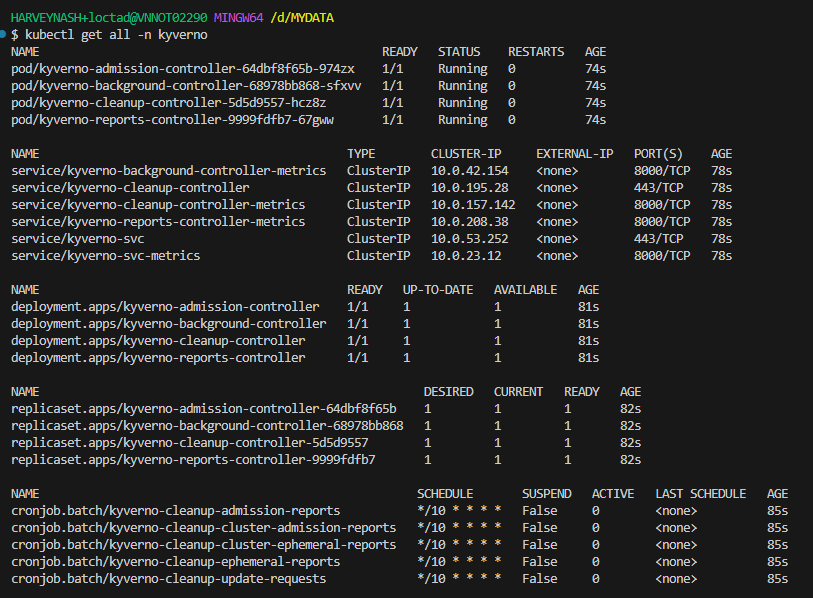 HARVEYNASH+loctad@VNNOT02290 MINGW64 /d/MYDATA
$ kubectl get all -n kyverno
NAME READY STATUS RESTARTS AGE
pod/kyverno-admission-controller-64dbf8f65b-974zx 1/1 Running 0 74s
pod/kyverno-background-controller-68978bb868-sfxvv 1/1 Running 0 74s
pod/kyverno-cleanup-controller-5d5d9557-hcz8z 1/1 Running 0 74s
pod/kyverno-reports-controller-9999fdfb7-67gww 1/1 Running 0 74s
NAME TYPE CLUSTER-IP EXTERNAL-IP PORT(S) AGE
service/kyverno-background-controller-metrics ClusterIP 10.0.42.154 <none> 8000/TCP 78s
service/kyverno-cleanup-controller ClusterIP 10.0.195.28 <none> 443/TCP 78s
service/kyverno-cleanup-controller-metrics ClusterIP 10.0.157.142 <none> 8000/TCP 78s
service/kyverno-reports-controller-metrics ClusterIP 10.0.208.38 <none> 8000/TCP 78s
service/kyverno-svc ClusterIP 10.0.53.252 <none> 443/TCP 78s
service/kyverno-svc-metrics ClusterIP 10.0.23.12 <none> 8000/TCP 78s
NAME READY UP-TO-DATE AVAILABLE AGE
deployment.apps/kyverno-admission-controller 1/1 1 1 81s
deployment.apps/kyverno-background-controller 1/1 1 1 81s
deployment.apps/kyverno-cleanup-controller 1/1 1 1 81s
deployment.apps/kyverno-reports-controller 1/1 1 1 81s
NAME DESIRED CURRENT READY AGE
replicaset.apps/kyverno-admission-controller-64dbf8f65b 1 1 1 82s
replicaset.apps/kyverno-background-controller-68978bb868 1 1 1 82s
replicaset.apps/kyverno-cleanup-controller-5d5d9557 1 1 1 82s
replicaset.apps/kyverno-reports-controller-9999fdfb7 1 1 1 82s
NAME SCHEDULE SUSPEND ACTIVE LAST SCHEDULE AGE
cronjob.batch/kyverno-cleanup-admission-reports */10 * * * * False 0 <none> 85s
cronjob.batch/kyverno-cleanup-cluster-admission-reports */10 * * * * False 0 <none> 85s
cronjob.batch/kyverno-cleanup-cluster-ephemeral-reports */10 * * * * False 0 <none> 85s
cronjob.batch/kyverno-cleanup-ephemeral-reports */10 * * * * False 0 <none> 85s
cronjob.batch/kyverno-cleanup-update-requests */10 * * * * False 0 <none> 85s